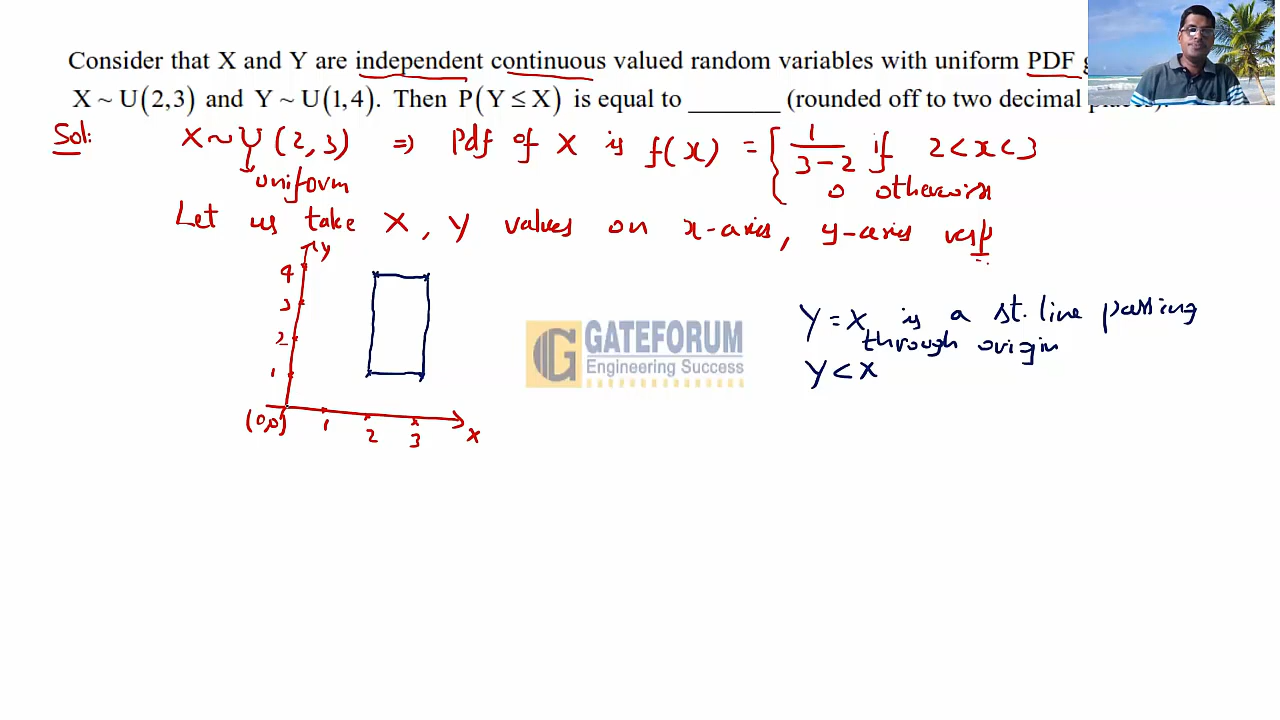 Consider that X and Y are independent continuous valued random variables with uniform PDF g
X ~ U(2,3) and Y ~ U(1,4). Then P(Y ≤ X) is equal to ________ (rounded off to two decimal places).
Sol: X ~ U (2, 3) ⇒ Pdf of X is f(x) = { 1/(3-2) if 2 < x < 3
uniform 0 otherwise
Let us take X, Y values on x-axis, y-axis resp
y
4
3
2
1
(0,0) 1 2 3 x
Y = X is a st. line passing
through origin
Y < X
GATEFORUM
Engineering Success